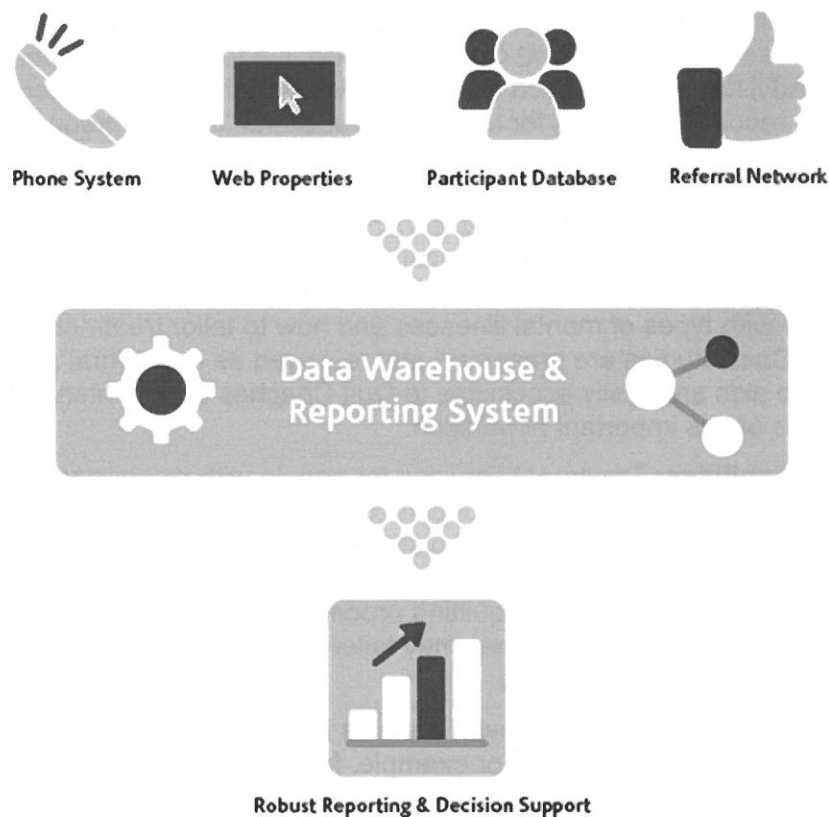 Phone System
Web Properties
Participant Database
Referral Network
Data Warehouse &
Reporting System
Robust Reporting & Decision Support